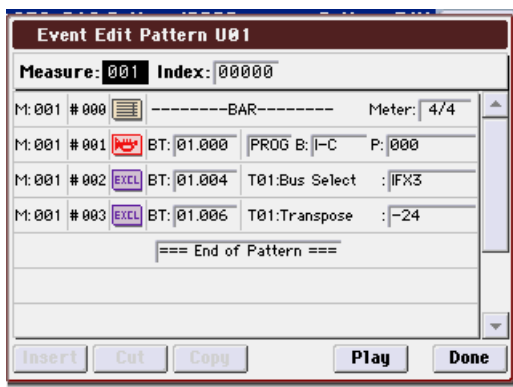 Event Edit Pattern U01
Measure: 001 Index: 00000
M: 001 #000 --------BAR-------- Meter: 4/4
M: 001 #001 BT: 01.000 PROG B: I-C P: 000
M: 001 #002 EXCL BT: 01.004 T01:Bus Select :IFX3
M: 001 #003 EXCL BT: 01.006 T01:Transpose :-24
=== End of Pattern ===
Insert Cut Copy Play Done